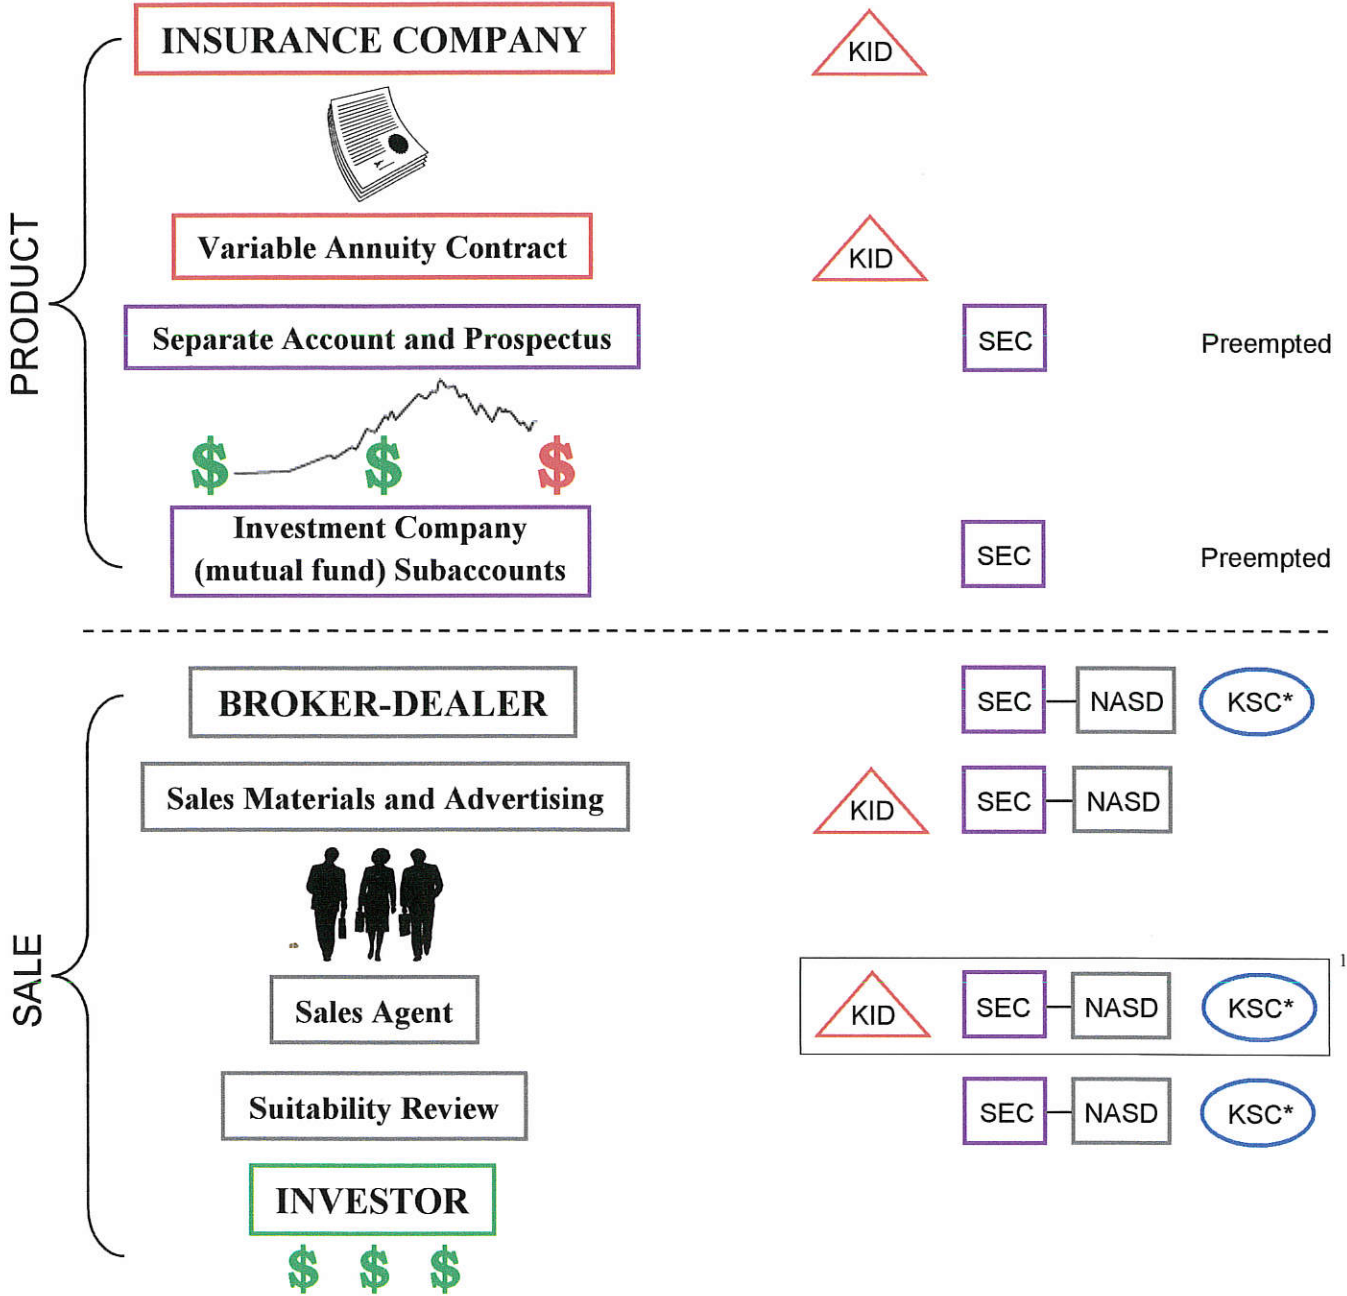 PRODUCT
INSURANCE COMPANY
KID
Variable Annuity Contract
KID
Separate Account and Prospectus
SEC
Preempted
$ $ $
Investment Company
(mutual fund) Subaccounts
SEC
Preempted
SALE
BROKER-DEALER
SEC
NASD
KSC*
Sales Materials and Advertising
KID
SEC
NASD
Sales Agent
KID
SEC
NASD
KSC*
1
Suitability Review
SEC
NASD
KSC*
INVESTOR
$ $ $